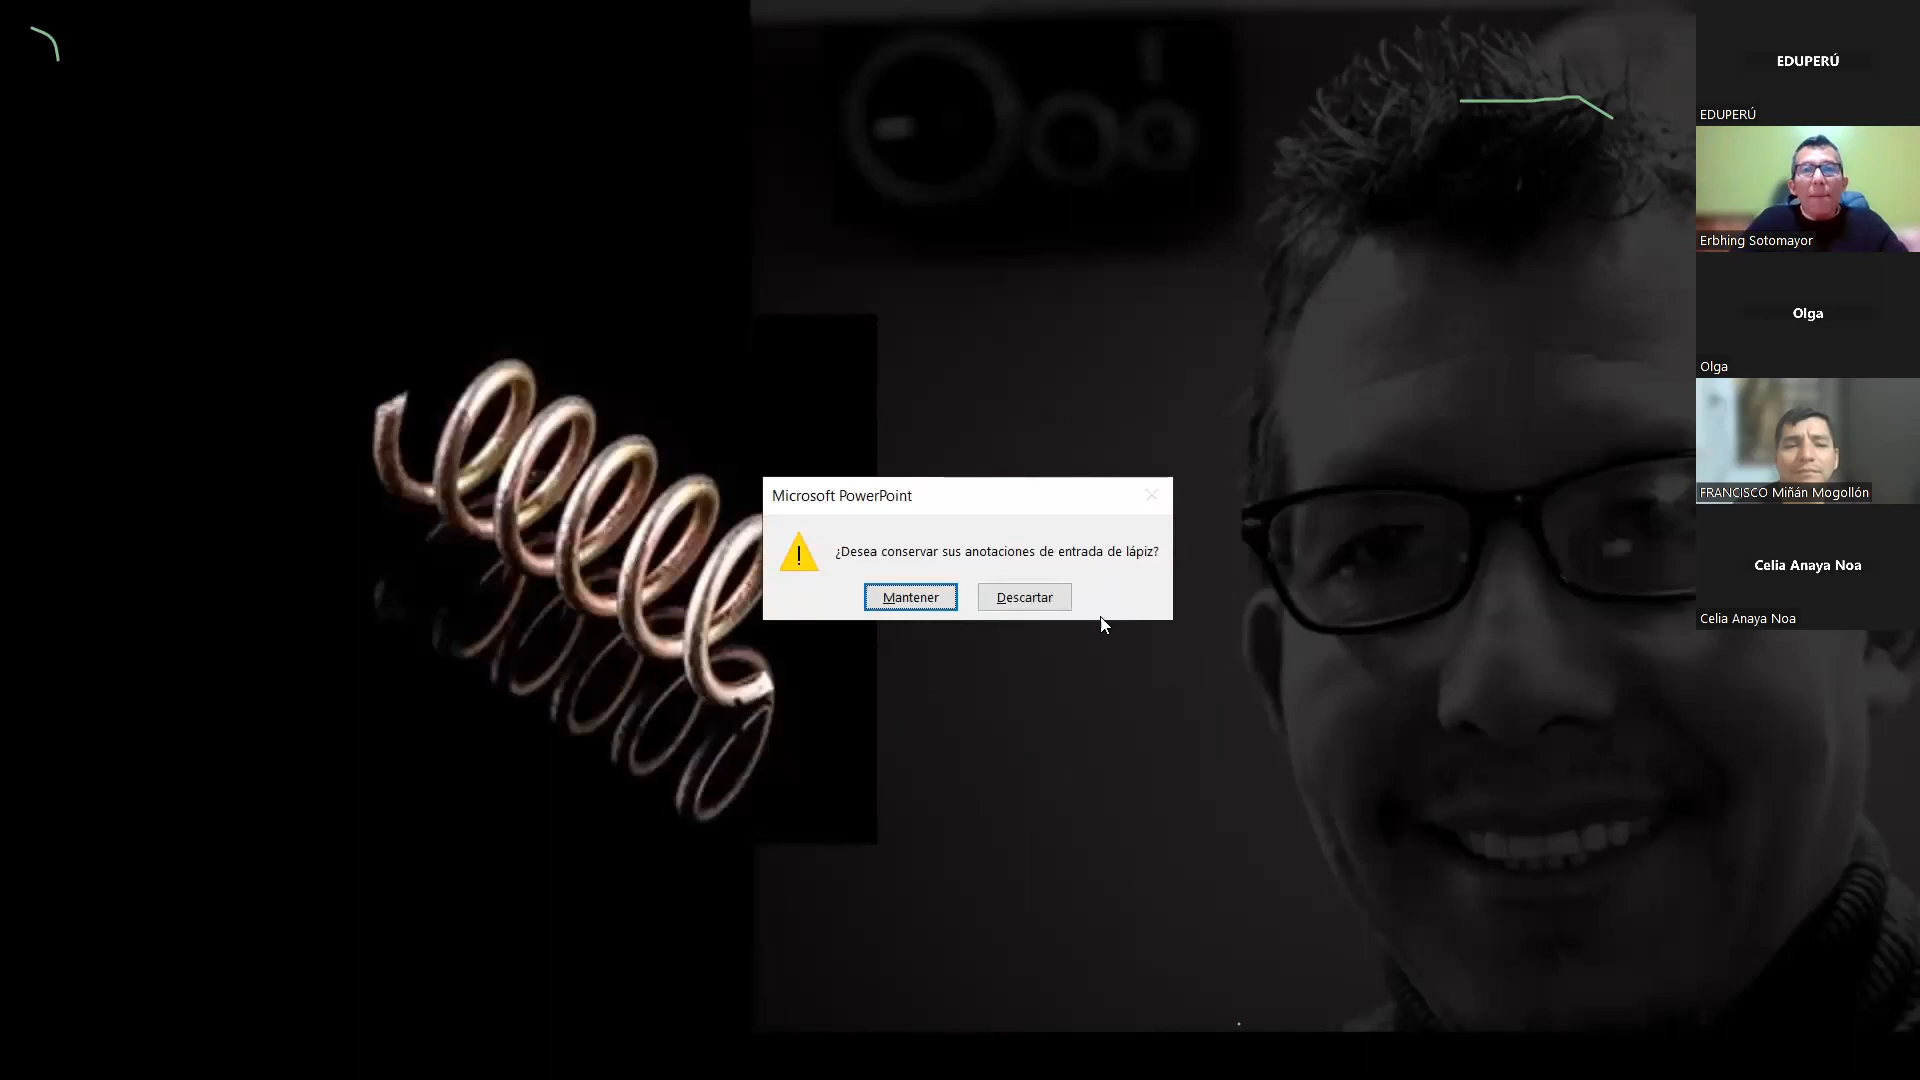 EDUPERÚ
EDUPERÚ
Erbhing Sotomayor
Olga
Olga
FRANCISCO Miñán Mogollón
Celia Anaya Noa
Celia Anaya Noa
Microsoft PowerPoint
¿Desea conservar sus anotaciones de entrada de lápiz?
Mantener
Descartar